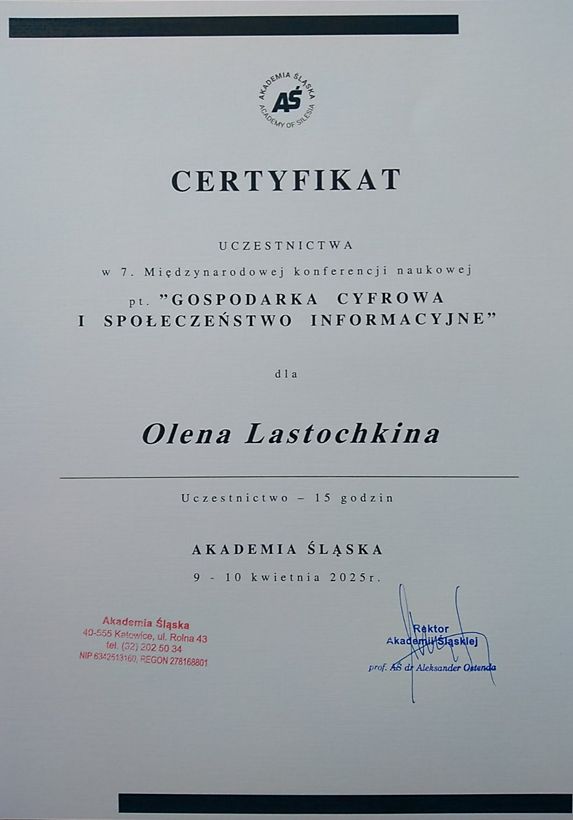 AKADEMIA ŚLĄSKA
AŚ
ACADEMY OF SILESIA
CERTYFIKAT
UCZESTNICTWA
w 7. Międzynarodowej konferencji naukowej
pt. ”GOSPODARKA CYFROWA
I SPOŁECZEŃSTWO INFORMACYJNE”
dla
Olena Lastochkina
Uczestnictwo – 15 godzin
AKADEMIA ŚLĄSKA
9 - 10 kwietnia 2025r.
Akademia Śląska
40-555 Katowice, ul. Rolna 43
tel. (32) 202 50 34
NIP 6342513160, REGON 278168801
Rektor
Akademii Śląskiej
prof. AŚ dr Aleksander Ostenda